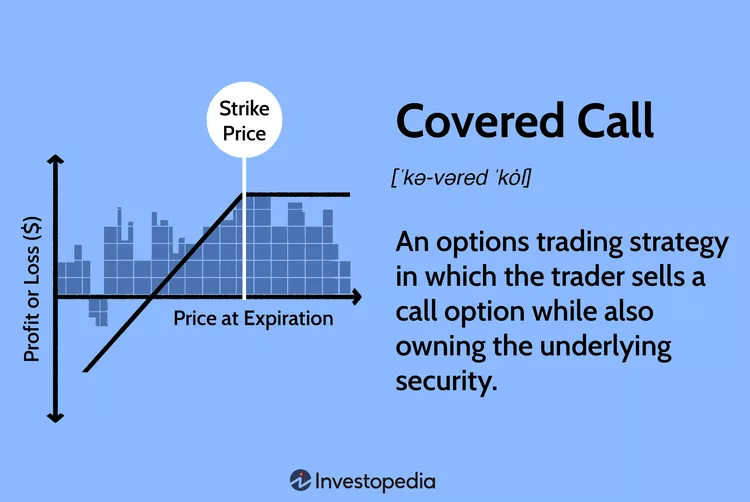 Strike
Price
Covered Call
[ˈkə-vəred ˈkȯl]
An options trading strategy
in which the trader sells a
call option while also
owning the underlying
security.
Profit or Loss ($)
Price at Expiration
Investopedia